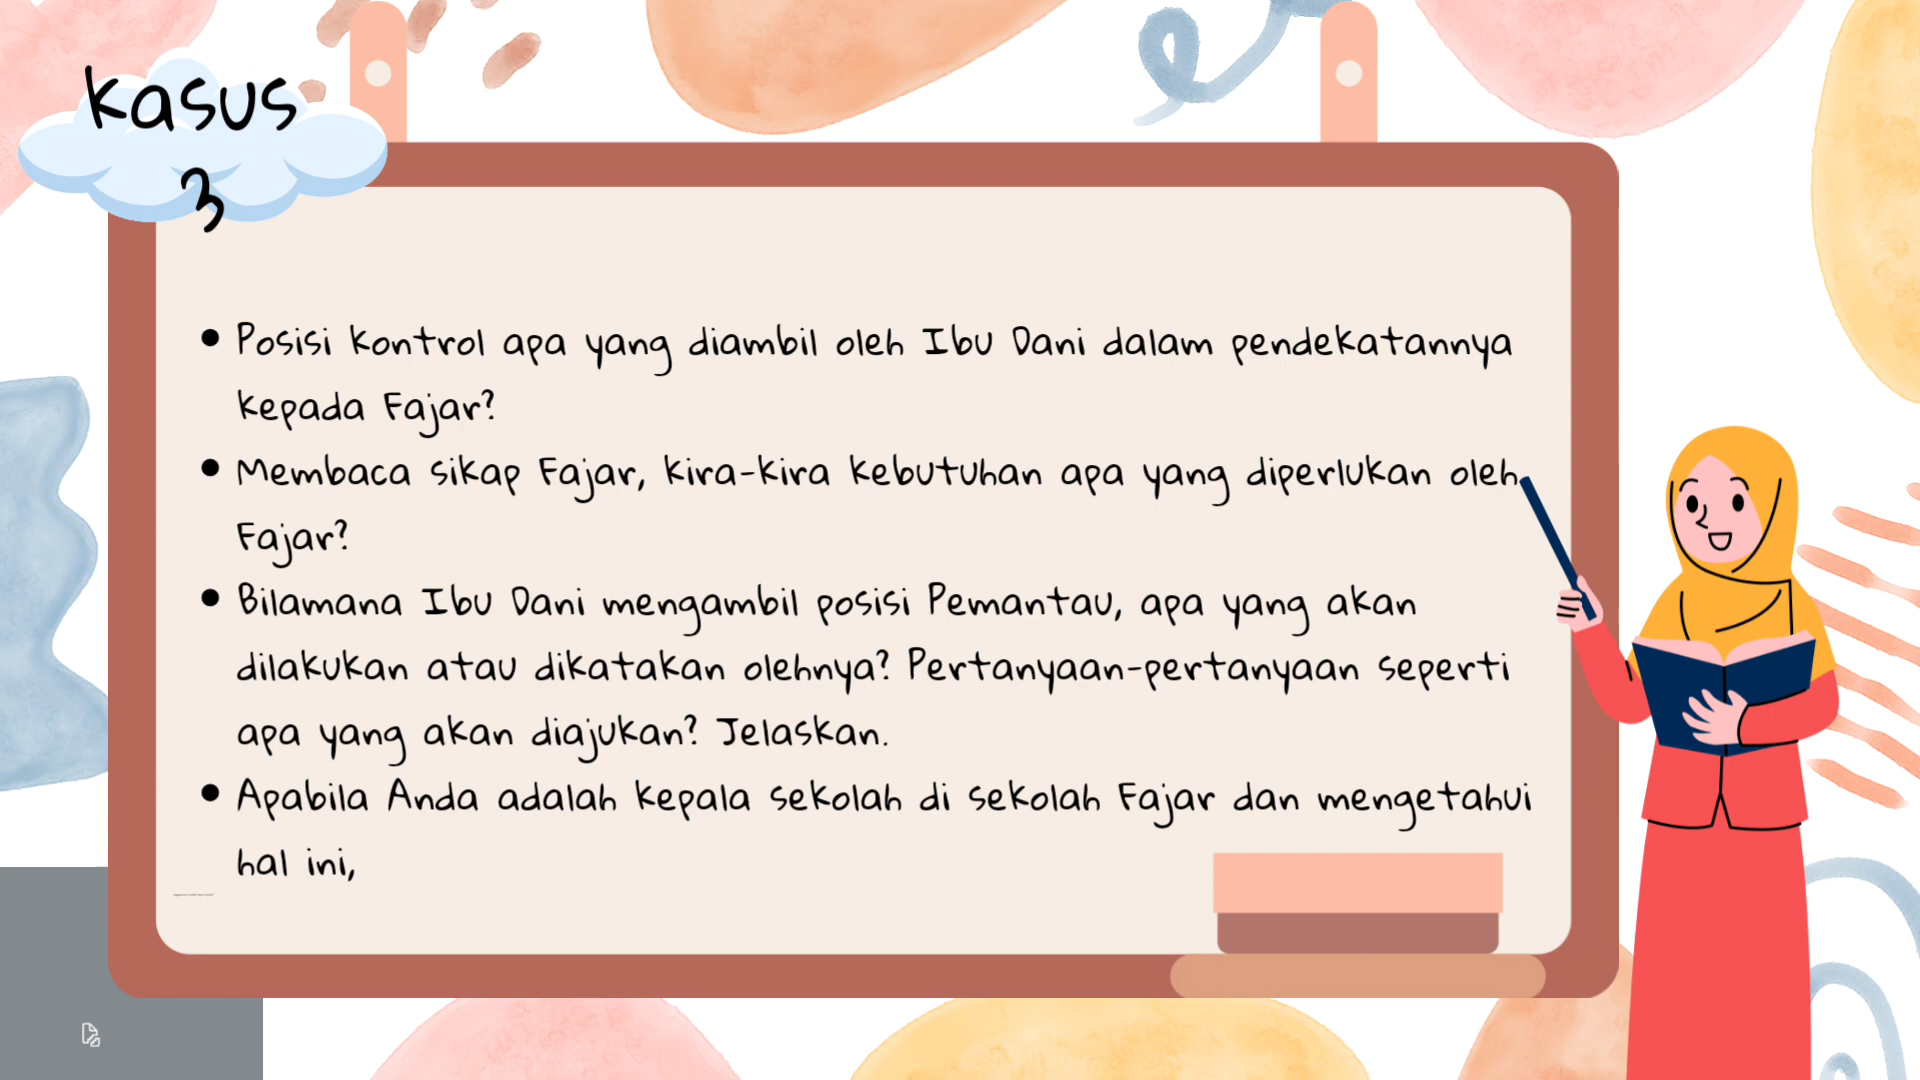 kasus
3
• Posisi kontrol apa yang diambil oleh Ibu Dani dalam pendekatannya
kepada Fajar?
• Membaca sikap Fajar, kira-kira kebutuhan apa yang diperlukan oleh
Fajar?
• Bilamana Ibu Dani mengambil posisi Pemantau, apa yang akan
dilakukan atau dikatakan olehnya? Pertanyaan-pertanyaan seperti
apa yang akan diajukan? Jelaskan.
• Apabila Anda adalah kepala sekolah di sekolah Fajar dan mengetahui
hal ini,